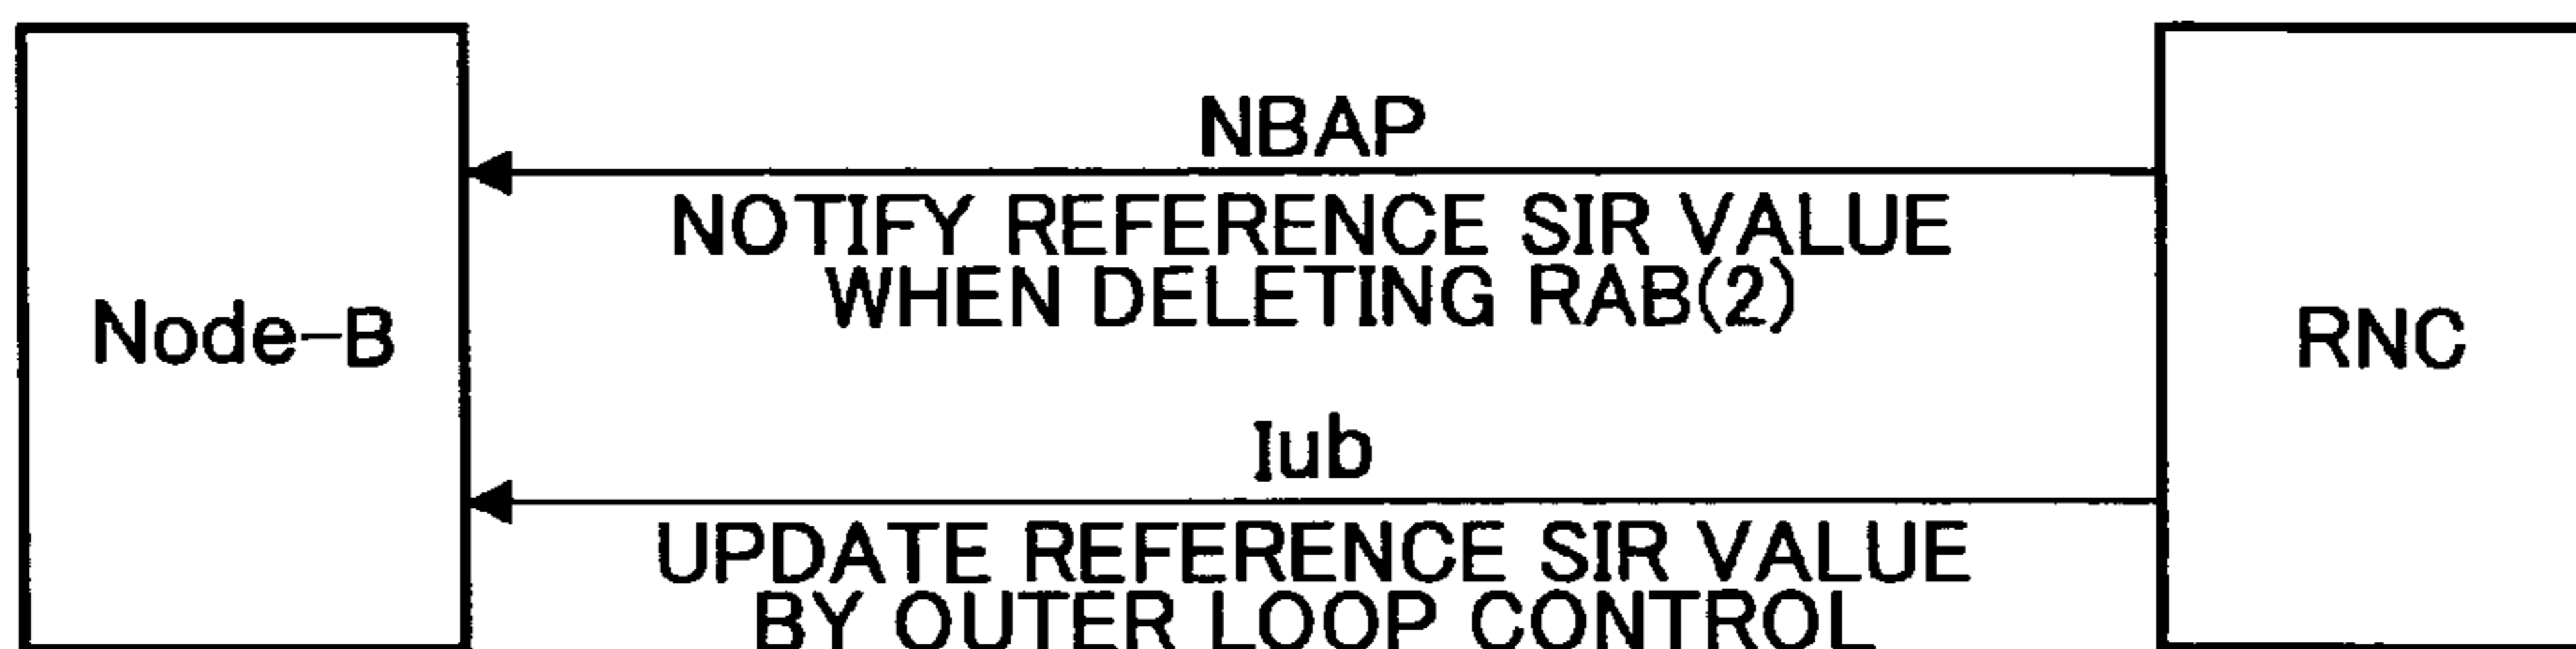 NBAP
NOTIFY REFERENCE SIR VALUE
WHEN DELETING RAB(2)
Node-B
RNC
Iub
UPDATE REFERENCE SIR VALUE
BY OUTER LOOP CONTROL